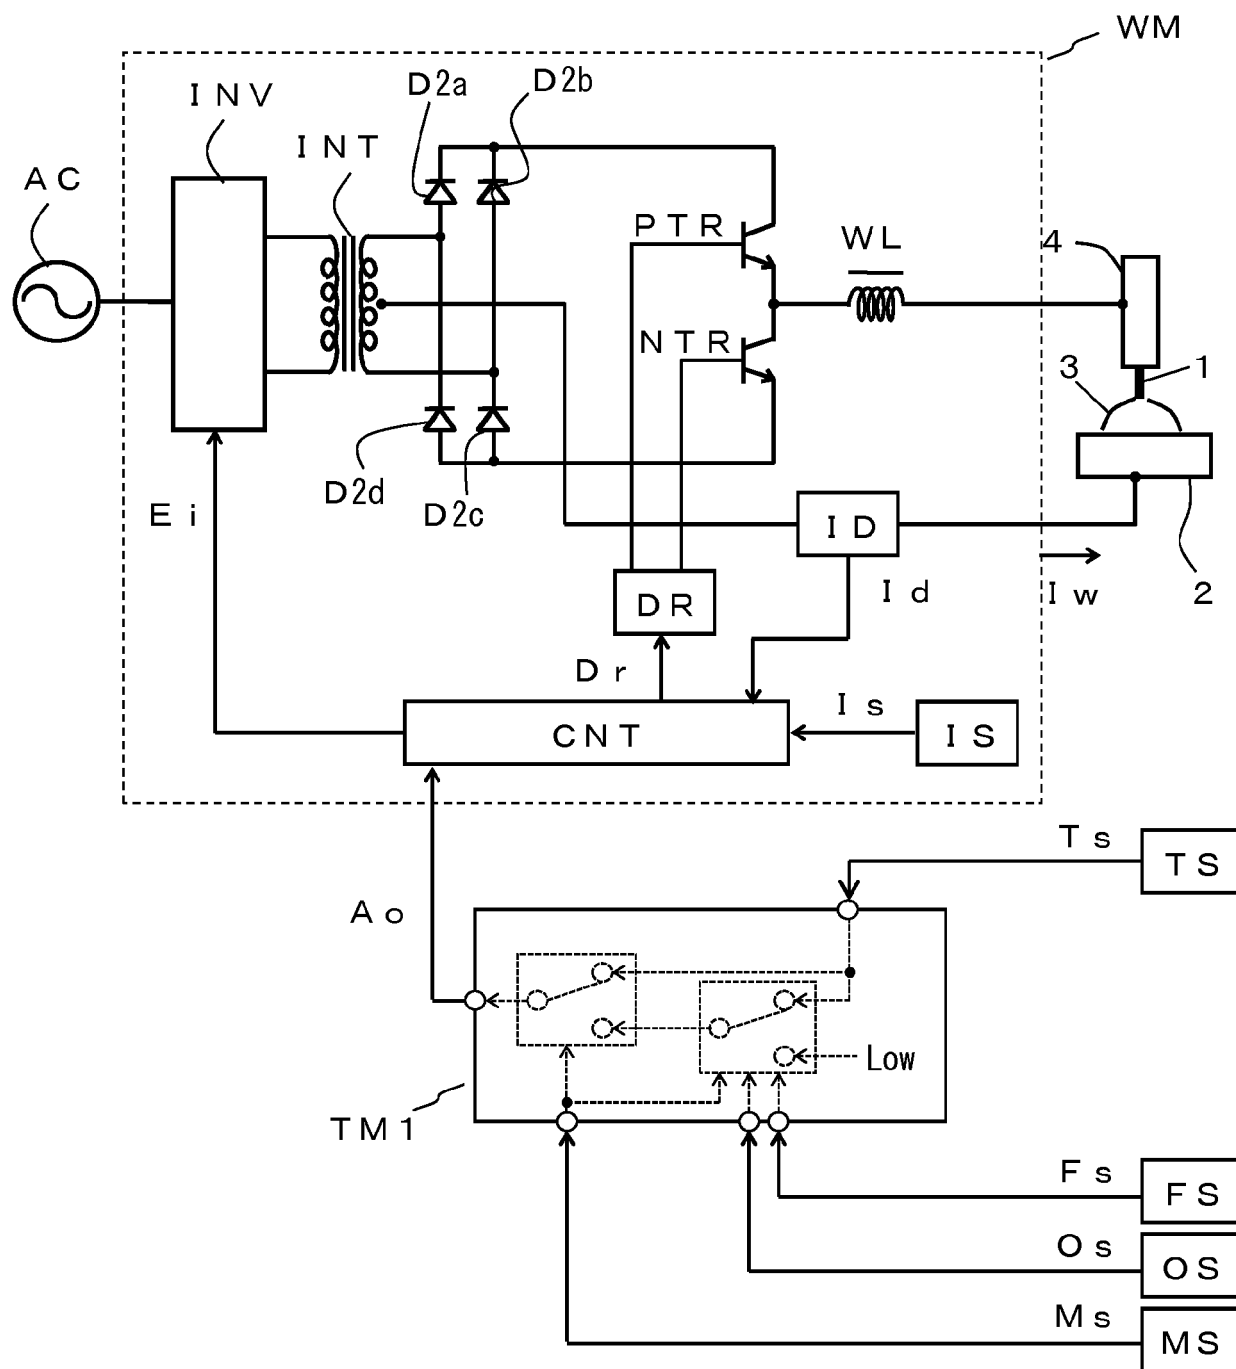 WM
INV
D2a
D2b
INT
AC
PTR
WL
4
NTR
3
1
D2d
D2c
Ei
ID
Id
Iw
2
DR
Dr
Is
CNT
IS
Ts
TS
Ao
Low
TM1
Fs
FS
Os
OS
Ms
MS